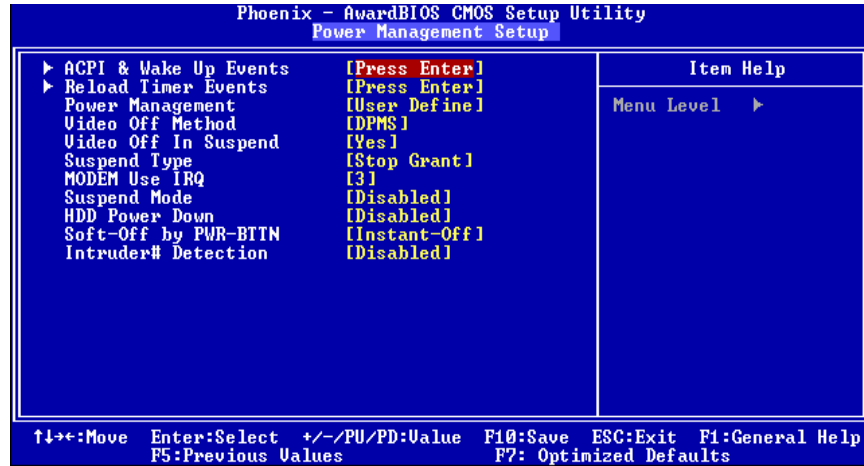 Phoenix - AwardBIOS CMOS Setup Utility
Power Management Setup
▶ ACPI & Wake Up Events [Press Enter]
▶ Reload Timer Events [Press Enter]
Power Management [User Define]
Video Off Method [DPMS]
Video Off In Suspend [Yes]
Suspend Type [Stop Grant]
MODEM Use IRQ [3]
Suspend Mode [Disabled]
HDD Power Down [Disabled]
Soft-Off by PWR-BTTN [Instant-Off]
Intruder# Detection [Disabled]
Item Help
Menu Level ▶
↑↓→←:Move Enter:Select +/-/PU/PD:Value F10:Save ESC:Exit F1:General Help
F5:Previous Values F7: Optimized Defaults